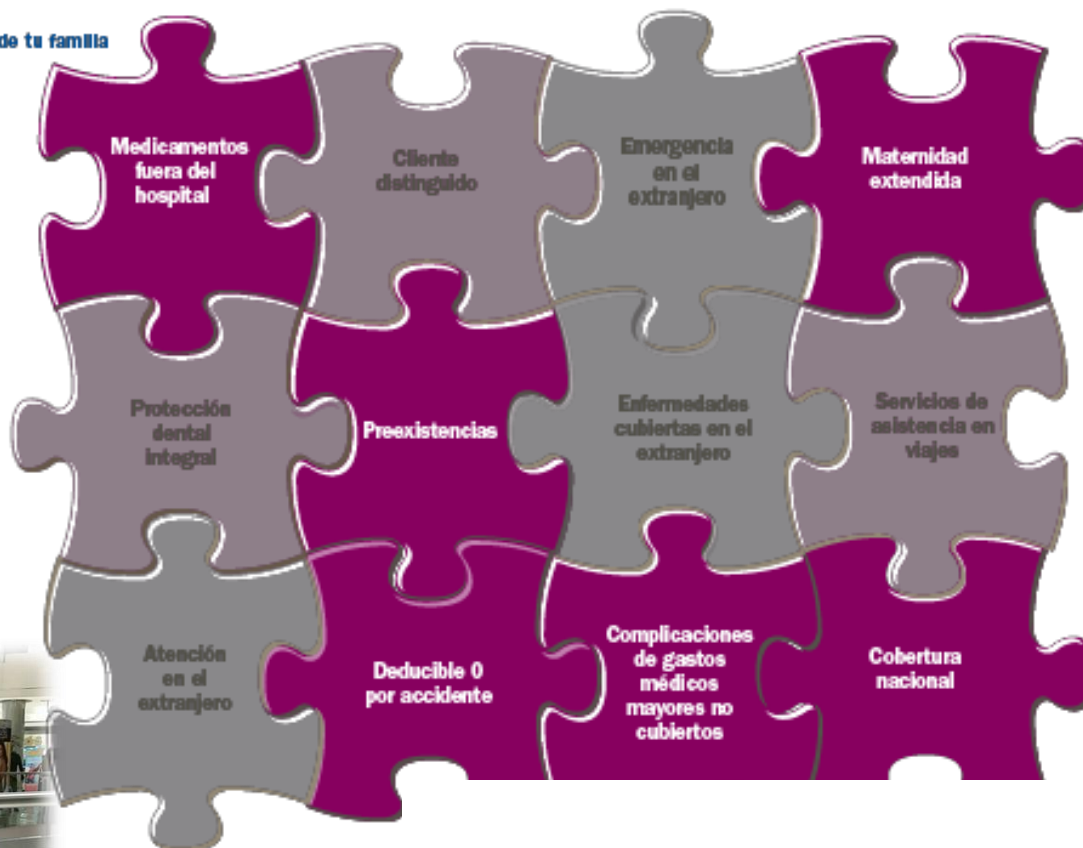 de tu familia
Medicamentos
fuera del
hospital
Cliente
distinguido
Emergencia
en el
extranjero
Maternidad
extendida
Protección
dental
integral
Preexistencias
Enfermedades
cubiertas en el
extranjero
Servicios de
asistencia en
viajes
Atención
en el
extranjero
Deducible 0
por accidente
Complicaciones
de gastos
médicos
mayores no
cubiertos
Cobertura
nacional